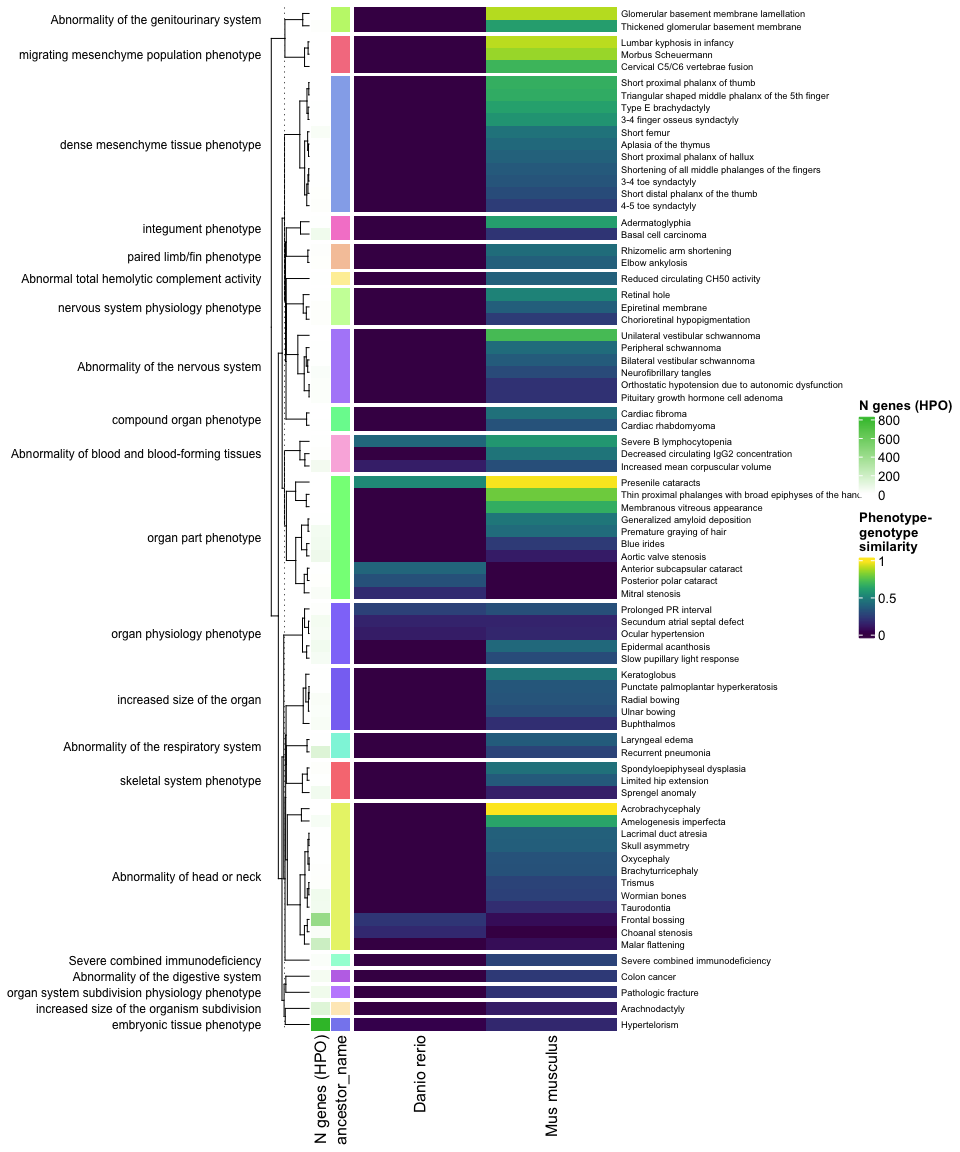 Abnormality of the genitourinary system
migrating mesenchyme population phenotype
dense mesenchyme tissue phenotype
integument phenotype
paired limb/fin phenotype
Abnormal total hemolytic complement activity
nervous system physiology phenotype
Abnormality of the nervous system
compound organ phenotype
Abnormality of blood and blood-forming tissues
organ part phenotype
organ physiology phenotype
increased size of the organ
Abnormality of the respiratory system
skeletal system phenotype
Abnormality of head or neck
Severe combined immunodeficiency
Abnormality of the digestive system
organ system subdivision physiology phenotype
increased size of the organism subdivision
embryonic tissue phenotype
Glomerular basement membrane lamellation
Thickened glomerular basement membrane
Lumbar kyphosis in infancy
Morbus Scheuermann
Cervical C5/C6 vertebrae fusion
Short proximal phalanx of thumb
Triangular shaped middle phalanx of the 5th finger
Type E brachydactyly
3-4 finger osseus syndactyly
Short femur
Aplasia of the thymus
Short proximal phalanx of hallux
Shortening of all middle phalanges of the fingers
3-4 toe syndactyly
Short distal phalanx of the thumb
4-5 toe syndactyly
Adermatoglyphia
Basal cell carcinoma
Rhizomelic arm shortening
Elbow ankylosis
Reduced circulating CH50 activity
Retinal hole
Epiretinal membrane
Chorioretinal hypopigmentation
Unilateral vestibular schwannoma
Peripheral schwannoma
Bilateral vestibular schwannoma
Neurofibrillary tangles
Orthostatic hypotension due to autonomic dysfunction
Pituitary growth hormone cell adenoma
Cardiac fibroma
Cardiac rhabdomyoma
Severe B lymphocytopenia
Decreased circulating IgG2 concentration
Increased mean corpuscular volume
Presenile cataracts
Thin proximal phalanges with broad epiphyses of the hand
Membranous vitreous appearance
Generalized amyloid deposition
Premature graying of hair
Blue irides
Aortic valve stenosis
Anterior subcapsular cataract
Posterior polar cataract
Mitral stenosis
Prolonged PR interval
Secundum atrial septal defect
Ocular hypertension
Epidermal acanthosis
Slow pupillary light response
Keratoglobus
Punctate palmoplantar hyperkeratosis
Radial bowing
Ulnar bowing
Buphthalmos
Laryngeal edema
Recurrent pneumonia
Spondyloepiphyseal dysplasia
Limited hip extension
Sprengel anomaly
Acrobrachycephaly
Amelogenesis imperfecta
Lacrimal duct atresia
Skull asymmetry
Oxycephaly
Brachyturricephaly
Trismus
Wormian bones
Taurodontia
Frontal bossing
Choanal stenosis
Malar flattening
Severe combined immunodeficiency
Colon cancer
Pathologic fracture
Arachnodactyly
Hypertelorism
N genes (HPO)
ancestor_name
Danio rerio
Mus musculus
N genes (HPO)
800
600
400
200
0
Phenotype-
genotype
similarity
1
0.5
0